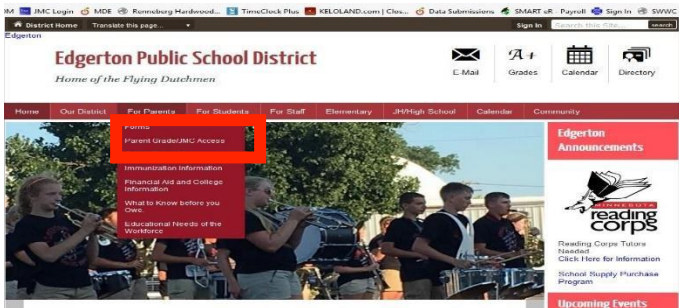 JMC Login MDE Renneberg Hardwood... TimeClock Plus KELOLAND.com | Clos... Data Submissions SMART eR - Payroll Sign In SWWC
District Home Translate this page... Sign In Search this Site... search
Edgerton
Edgerton Public School District
Home of the Flying Dutchmen
A+
E-Mail Grades Calendar Directory
Home Our District For Parents For Students For Staff Elementary JH/High School Calendar Community
Forms
Parent Grade/JMC Access
Immunization Information
Financial Aid and College
Information
What to Know before you
Owe.
Educational Needs of the
Workforce
Edgerton
Announcements
MINNESOTA
reading
corps
Reading Corps Tutors
Needed
Click Here for Information
School Supply Purchase
Program
Upcoming Events